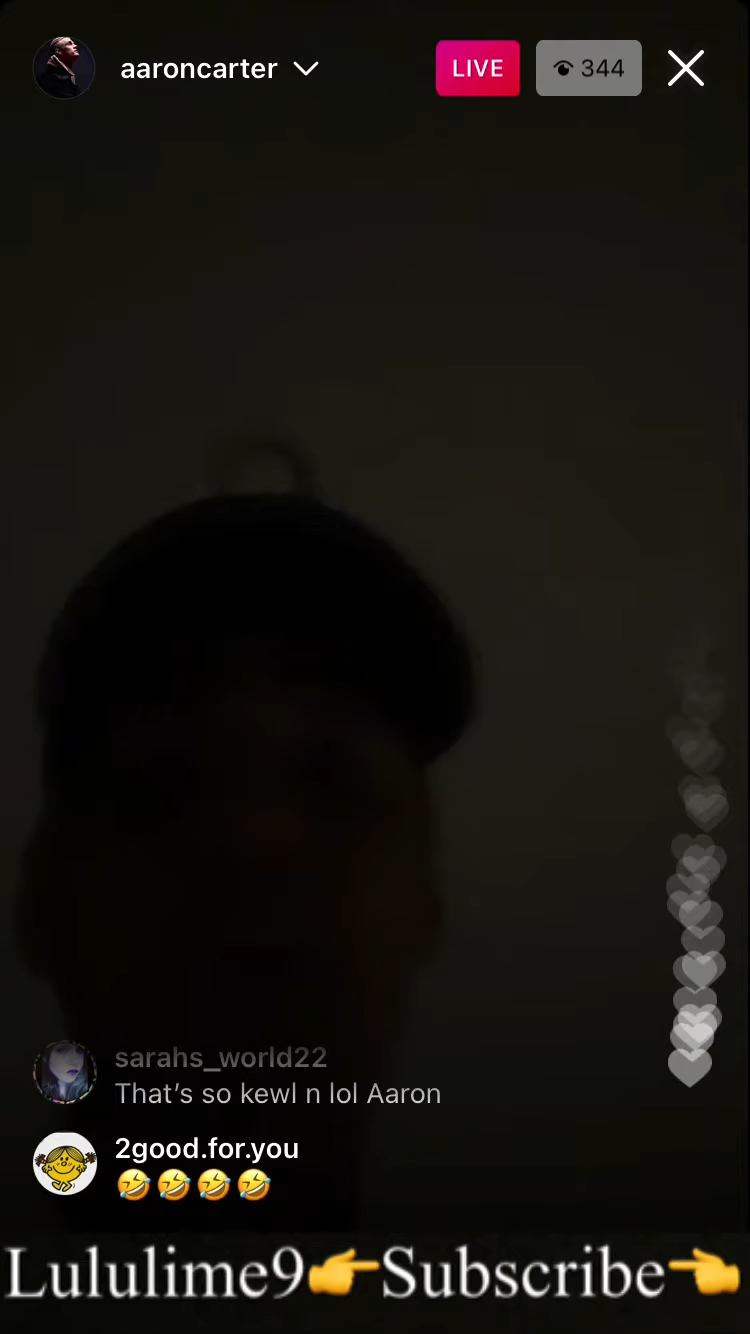 aaroncarter
LIVE
344
sarahs_world22
That’s so kewl n lol Aaron
2good.for.you
🤣🤣🤣🤣
Lululime9👉Subscribe👈